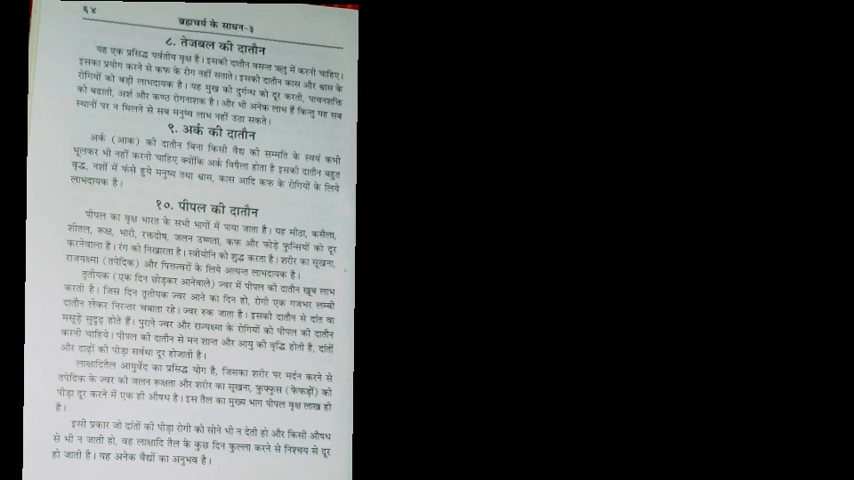 ६४
ब्रह्मचर्य के साधन-३
८. तेजबल की दातौन
यह एक प्रसिद्ध पर्वतीय वृक्ष है। इसकी दातौन वसन्त ऋतु में करनी चाहिए।
इसका प्रयोग करने से कफ के रोग नहीं सताते। इसकी दातौन कास और श्वास के
रोगियों को बड़ी लाभदायक है। यह मुख की दुर्गन्ध को दूर करती, पाचनशक्ति
को बढाती, अर्श और कण्ठ रोगनाशक है। और भी अनेक लाभ हैं किन्तु यह सब
स्थानों पर न मिलने से सब मनुष्य लाभ नहीं उठा सकते।
९. अर्क की दातौन
अर्क (आक) की दातौन बिना किसी वैद्य की सम्मति के स्वयं कभी
भूलकर भी नहीं करनी चाहिए क्योंकि अर्क विषैला होता है इसकी दातौन बहुत
वृद्ध, नशों में फंसे हुये मनुष्य तथा श्वास, कास आदि कफ के रोगियों के लिये
लाभदायक है।
१०. पीपल की दातौन
पीपल का वृक्ष भारत के सभी भागों में पाया जाता है। यह मीठा, कसैला,
शीतल, रूक्ष, भारी, रक्तदोष, जलन उष्णता, कफ और फोड़े फुन्सियों को दूर
करनेवाला है। रंग को निखारता है। स्त्रीयोनि को शुद्ध करता है। शरीर का सूखना,
राजयक्ष्मा (तपेदिक) और पित्तज्वरों के लिये अत्यन्त लाभदायक है।
तृतीयक (एक दिन छोड़कर आनेवाले) ज्वर में पीपल की दातौन खूब लाभ
करती है। जिस दिन तृतीयक ज्वर आने का दिन हो, रोगी एक गजभर लम्बी
दातौन लेकर निरन्तर चबाता रहे। ज्वर रुक जाता है। इसकी दातौन से दांत वा
मसूड़े सुदृढ़ होते हैं। पुराने ज्वर और राज्यक्ष्मा के रोगियों को पीपल की दातौन
करनी चाहिये। पीपल की दातौन से मन शान्त और आयु की वृद्धि होती है, दांतों
और दाढ़ों की पीड़ा सर्वथा दूर होजाती है।
लाक्षादितैल आयुर्वेद का प्रसिद्ध योग है, जिसका शरीर पर मर्दन करने से
तपेदिक के ज्वर की जलन रूक्षता और शरीर का सूखना, फुफ्फुस (फेफड़ों) की
पीड़ा दूर करने में एक ही औषध है। इस तैल का मुख्य भाग पीपल वृक्ष लाख ही
है।
इसी प्रकार जो दांतों की पीड़ा रोगी को सोने भी न देती हो और किसी औषध
से भी न जाती हो, वह लाक्षादि तैल के कुछ दिन कुल्ला करने से निश्चय से दूर
हो जाती है। यह अनेक वैद्यों का अनुभव है।